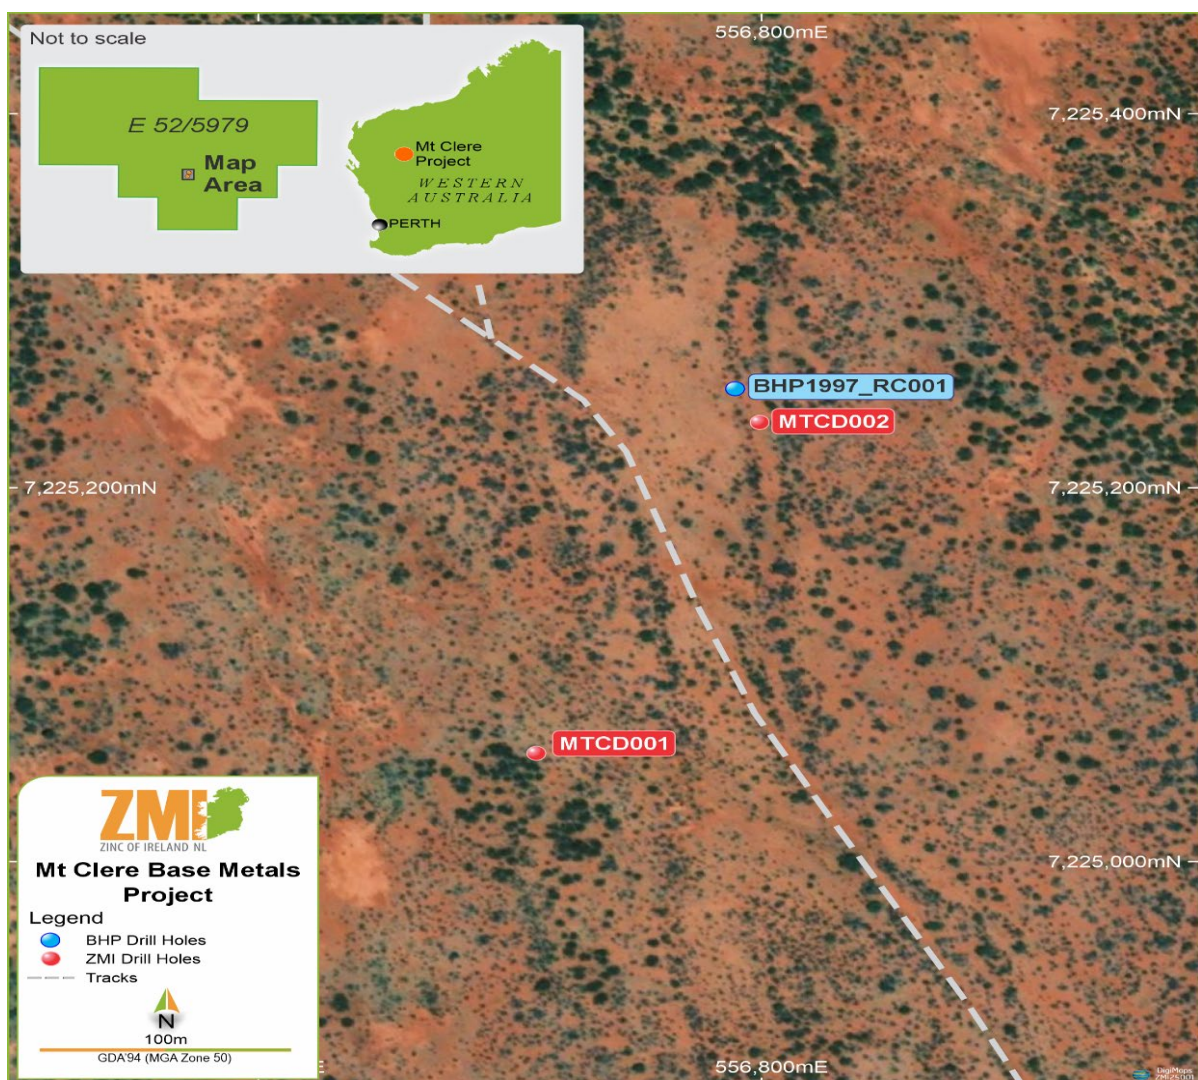 Not to scale
556,800mE
7,225,400mN
E 52/5979
Map
Area
Mt Clere
Project
WESTERN
AUSTRALIA
PERTH
BHP1997_RC001
MTCD002
7,225,200mN
7,225,200mN
MTCD001
ZMI
ZINC OF IRELAND NL
Mt Clere Base Metals
Project
7,225,000mN
Legend
BHP Drill Holes
ZMI Drill Holes
Tracks
N
100m
GDA'94 (MGA Zone 50)
E
556,800mE
DigiMaps